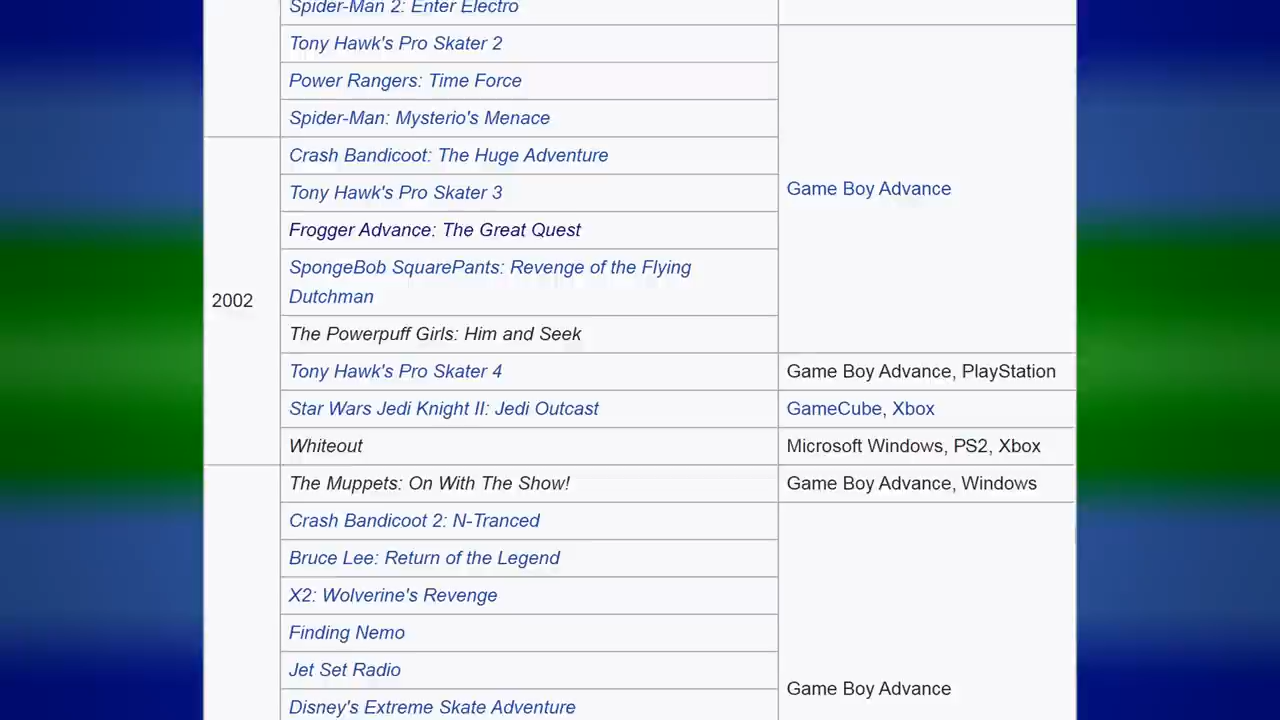 Spider-Man 2: Enter Electro
Tony Hawk's Pro Skater 2
Power Rangers: Time Force
Spider-Man: Mysterio's Menace
Crash Bandicoot: The Huge Adventure
Tony Hawk's Pro Skater 3
Game Boy Advance
Frogger Advance: The Great Quest
SpongeBob SquarePants: Revenge of the Flying
Dutchman
2002
The Powerpuff Girls: Him and Seek
Tony Hawk's Pro Skater 4
Game Boy Advance, PlayStation
Star Wars Jedi Knight II: Jedi Outcast
GameCube, Xbox
Whiteout
Microsoft Windows, PS2, Xbox
The Muppets: On With The Show!
Game Boy Advance, Windows
Crash Bandicoot 2: N-Tranced
Bruce Lee: Return of the Legend
X2: Wolverine's Revenge
Finding Nemo
Jet Set Radio
Game Boy Advance
Disney's Extreme Skate Adventure